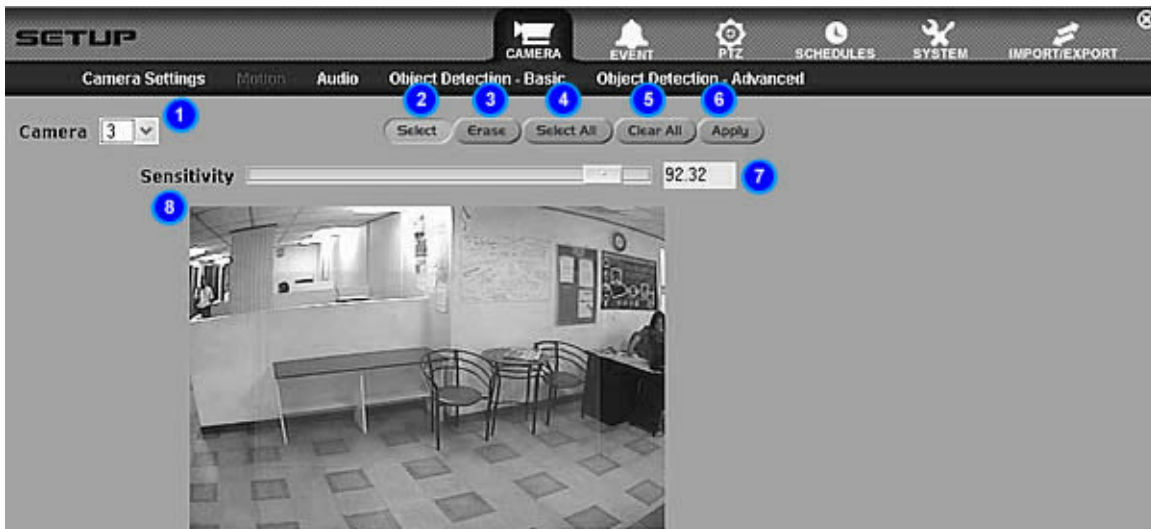 SETUP
CAMERA
EVENT
PTZ
SCHEDULES
SYSTEM
IMPORT/EXPORT
Camera Settings Motion Audio Object Detection - Basic Object Detection - Advanced
1 2 3 4 5 6
Camera 3 Select Erase Select All Clear All Apply
Sensitivity 92.32 7
8